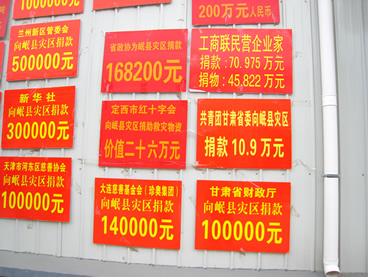 1000000元
1000000元
200万元人民币
兰州新区管委会
向岷县灾区捐款
500000元
省政协为岷县灾区捐款
168200元
工商联民营企业家
捐款:70.975万元
捐物:45.822万元
新华社
向岷县灾区捐款
300000元
定西市红十字会
向岷县灾区捐助救灾物资
价值二十六万元
共青团甘肃省委向岷县灾区
捐款10.9万元
天津市河东区慈善协会
向岷县灾区捐款
100000元
大连慈善基金会(珍奥集团)
向岷县灾区捐款
140000元
甘肃省财政厅
向岷县灾区捐款
100000元